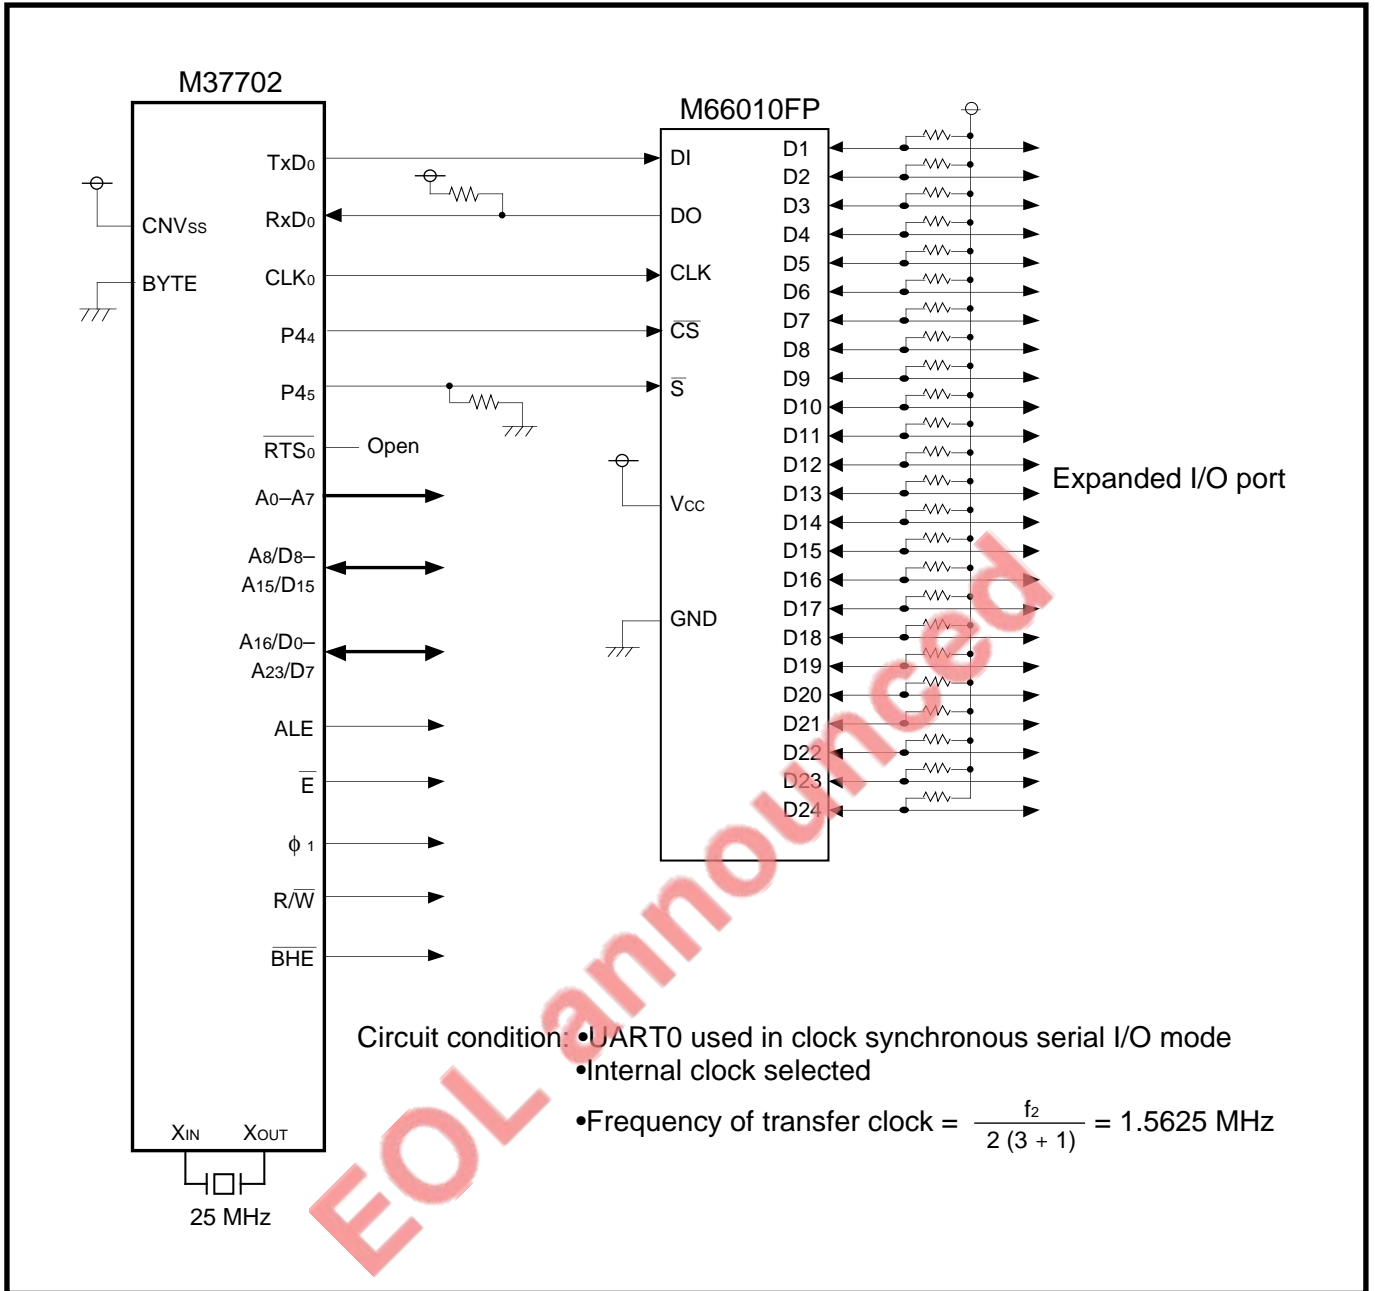 M37702
M66010FP
TxD0
RxD0
CNVSS
BYTE
CLK0
P44
P45
RTS0
Open
A0–A7
A8/D8–
A15/D15
A16/D0–
A23/D7
ALE
E
ϕ 1
R/W
BHE
XIN
XOUT
25 MHz
DI
DO
CLK
CS
S
VCC
GND
D1
D2
D3
D4
D5
D6
D7
D8
D9
D10
D11
D12
D13
D14
D15
D16
D17
D18
D19
D20
D21
D22
D23
D24
Expanded I/O port
Circuit condition: •UART0 used in clock synchronous serial I/O mode
•Internal clock selected
•Frequency of transfer clock = f2 / 2 (3 + 1) = 1.5625 MHz
EOL announced